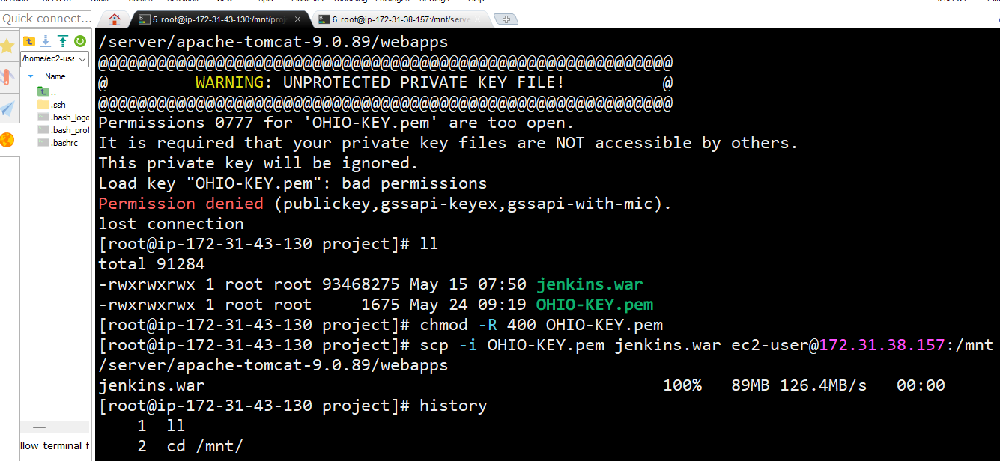 Quick connect...
5. root@ip-172-31-43-130:/mnt/proj
6. root@ip-172-31-38-157:/mnt/serve
/home/ec2-use
Name
..
.ssh
.bash_logo
.bash_prof
.bashrc
llow terminal f
/server/apache-tomcat-9.0.89/webapps
@@@@@@@@@@@@@@@@@@@@@@@@@@@@@@@@@@@@@@@@@@@@@@@@@@@@@@@@@@@
@         WARNING: UNPROTECTED PRIVATE KEY FILE!          @
@@@@@@@@@@@@@@@@@@@@@@@@@@@@@@@@@@@@@@@@@@@@@@@@@@@@@@@@@@@
Permissions 0777 for 'OHIO-KEY.pem' are too open.
It is required that your private key files are NOT accessible by others.
This private key will be ignored.
Load key "OHIO-KEY.pem": bad permissions
Permission denied (publickey,gssapi-keyex,gssapi-with-mic).
lost connection
[root@ip-172-31-43-130 project]# ll
total 91284
-rwxrwxrwx 1 root root 93468275 May 15 07:50 jenkins.war
-rwxrwxrwx 1 root root     1675 May 24 09:19 OHIO-KEY.pem
[root@ip-172-31-43-130 project]# chmod -R 400 OHIO-KEY.pem
[root@ip-172-31-43-130 project]# scp -i OHIO-KEY.pem jenkins.war ec2-user@172.31.38.157:/mnt
/server/apache-tomcat-9.0.89/webapps
jenkins.war                                               100%   89MB 126.4MB/s   00:00
[root@ip-172-31-43-130 project]# history
    1  ll
    2  cd /mnt/